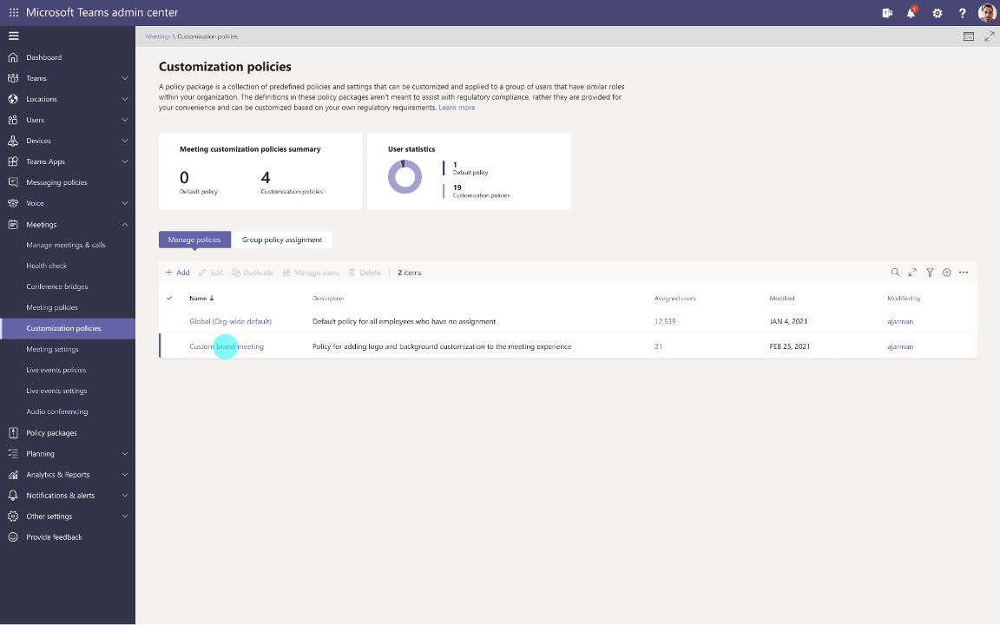 Microsoft Teams admin center
1
Dashboard
Teams
Locations
Users
Devices
Teams Apps
Messaging policies
Voice
Meetings
Manage meetings & calls
Health check
Conference bridges
Meeting policies
Customization policies
Meeting settings
Live events policies
Live events settings
Audio conferencing
Policy packages
Planning
Analytics & Reports
Notifications & alerts
Other settings
Provide feedback
Meetings \ Customization policies
Customization policies
A policy package is a collection of predefined policies and settings that can be customized and applied to a group of users that have similar roles
within your organization. The definitions in these policy packages aren't meant to assist with regulatory compliance, rather they are provided for
your convenience and can be customized based on your own regulatory requirements. Learn more
Meeting customization policies summary
0
Default policy
4
Customization policies
User statistics
1
Default policy
19
Customization policies
Manage policies Group policy assignment
Add Edit Duplicate Manage users Delete 2 items
Name Description Assigned users Modified Modified by
Global (Org-wide default) Default policy for all employees who have no assignment 12,539 JAN 4, 2021 ajarman
Custom brand meeting Policy for adding logo and background customization to the meeting experience 21 FEB 25, 2021 ajarman